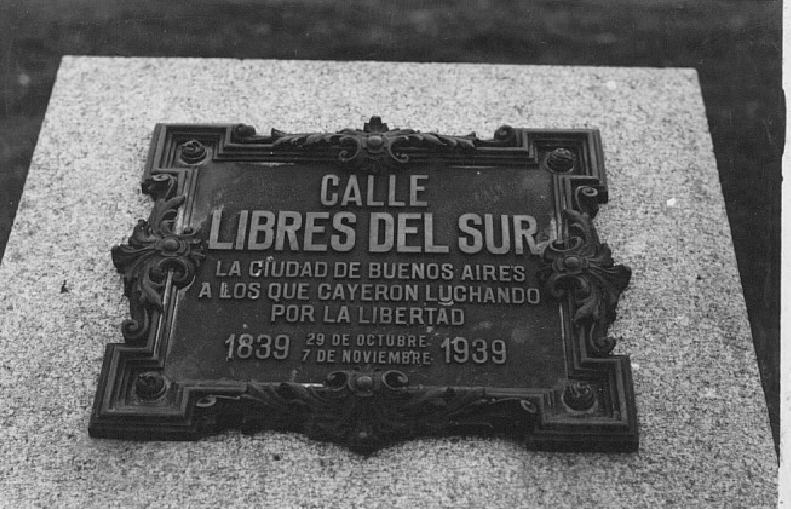 CALLE
LIBRES DEL SUR
LA CIUDAD DE BUENOS AIRES
A LOS QUE CAYERON LUCHANDO
POR LA LIBERTAD
1839 29 DE OCTUBRE 1939
7 DE NOVIEMBRE